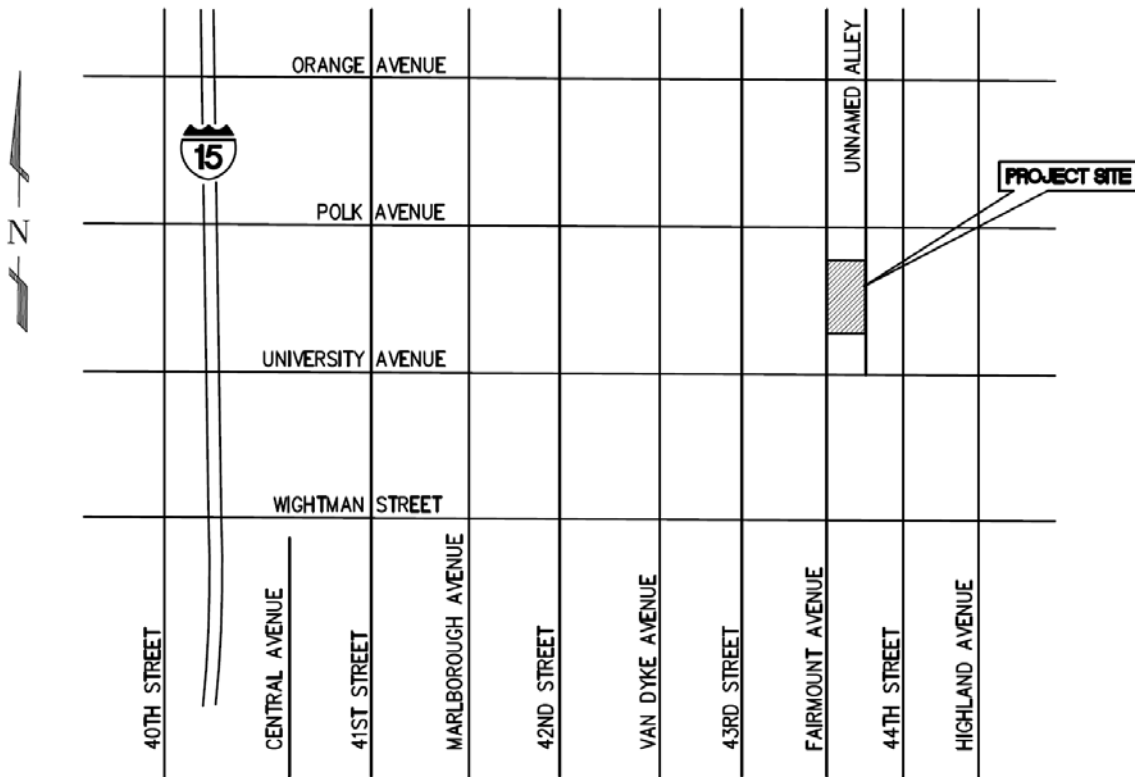 UNNAMED ALLEY
ORANGE AVENUE
15
PROJECT SITE
POLK AVENUE
N
UNIVERSITY AVENUE
WIGHTMAN STREET
40TH STREET
CENTRAL AVENUE
41ST STREET
MARLBOROUGH AVENUE
42ND STREET
VAN DYKE AVENUE
43RD STREET
FAIRMOUNT AVENUE
44TH STREET
HIGHLAND AVENUE